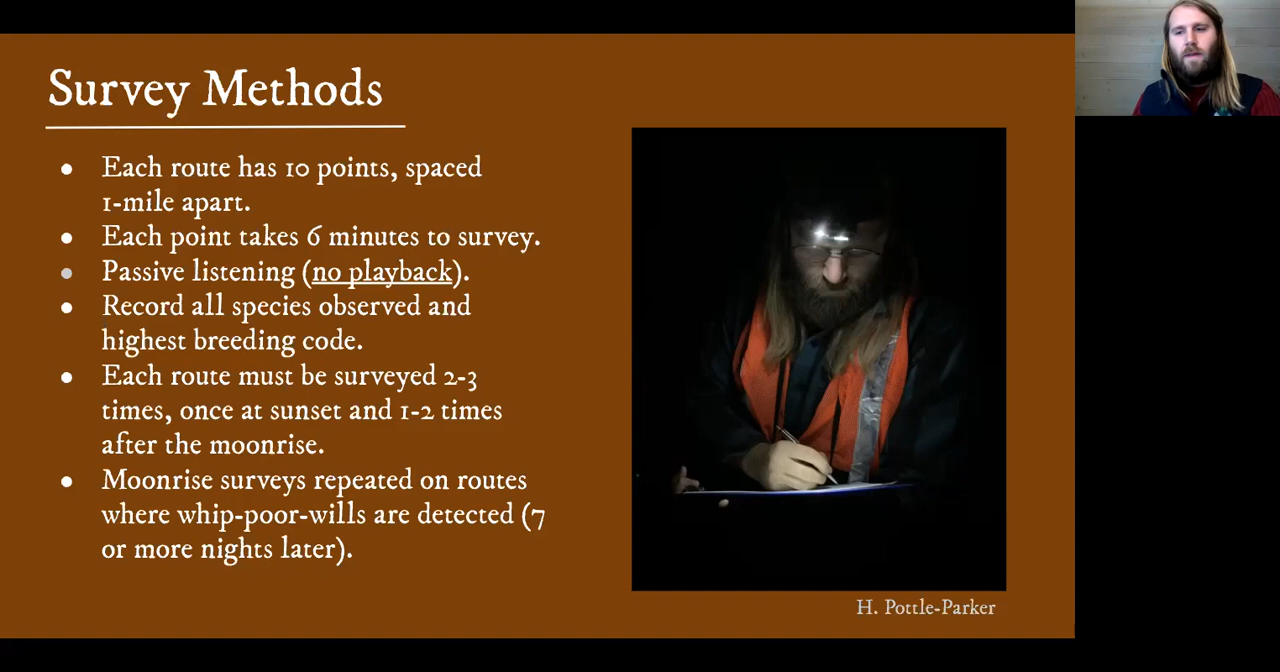 Survey Methods
● Each route has 10 points, spaced
1-mile apart.
● Each point takes 6 minutes to survey.
● Passive listening (no playback).
● Record all species observed and
highest breeding code.
● Each route must be surveyed 2-3
times, once at sunset and 1-2 times
after the moonrise.
● Moonrise surveys repeated on routes
where whip-poor-wills are detected (7
or more nights later).
H. Pottle-Parker